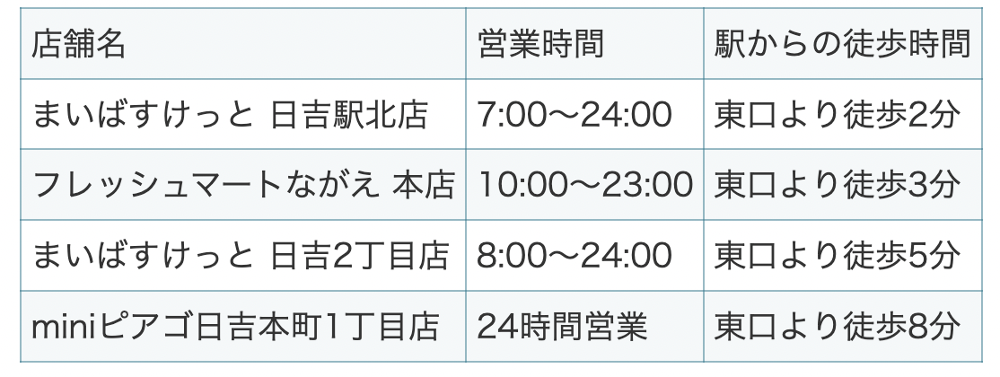 店舗名 営業時間 駅からの徒歩時間
まいばすけっと 日吉駅北店 7:00〜24:00 東口より徒歩2分
フレッシュマートながえ 本店 10:00〜23:00 東口より徒歩3分
まいばすけっと 日吉2丁目店 8:00〜24:00 東口より徒歩5分
miniピアゴ日吉本町1丁目店 24時間営業 東口より徒歩8分